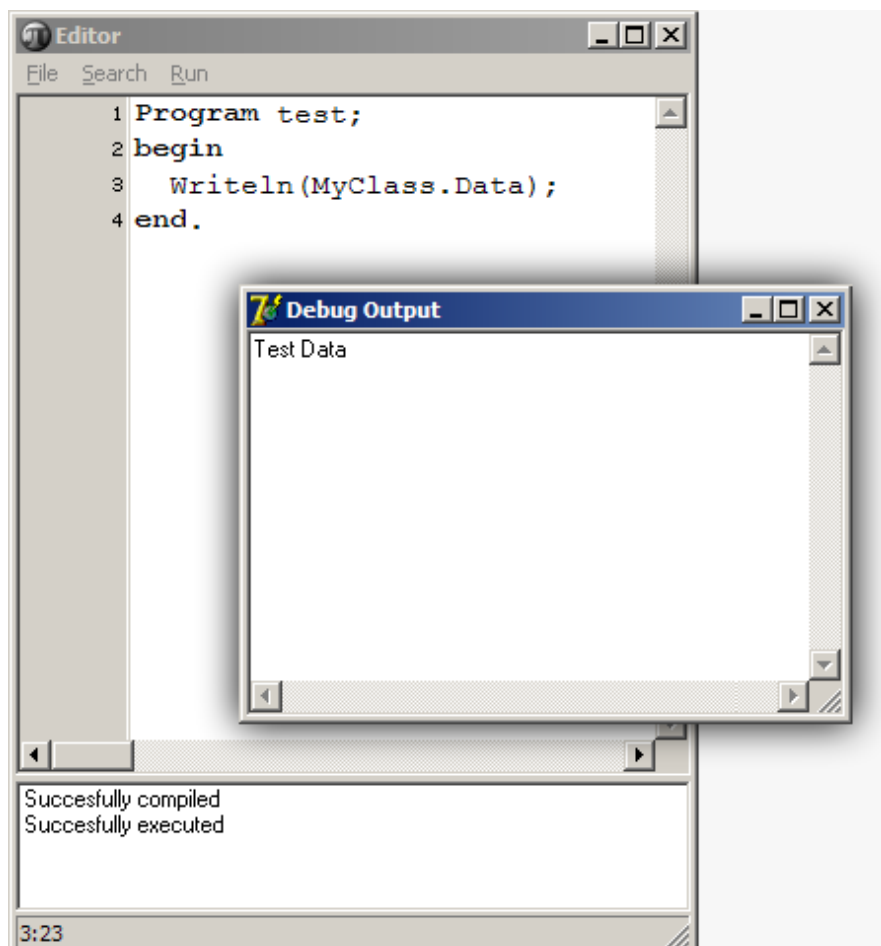 Editor
File Search Run
1 Program test;
2 begin
3 Writeln(MyClass.Data);
4 end.
Debug Output
Test Data
Succesfully compiled
Succesfully executed
3:23